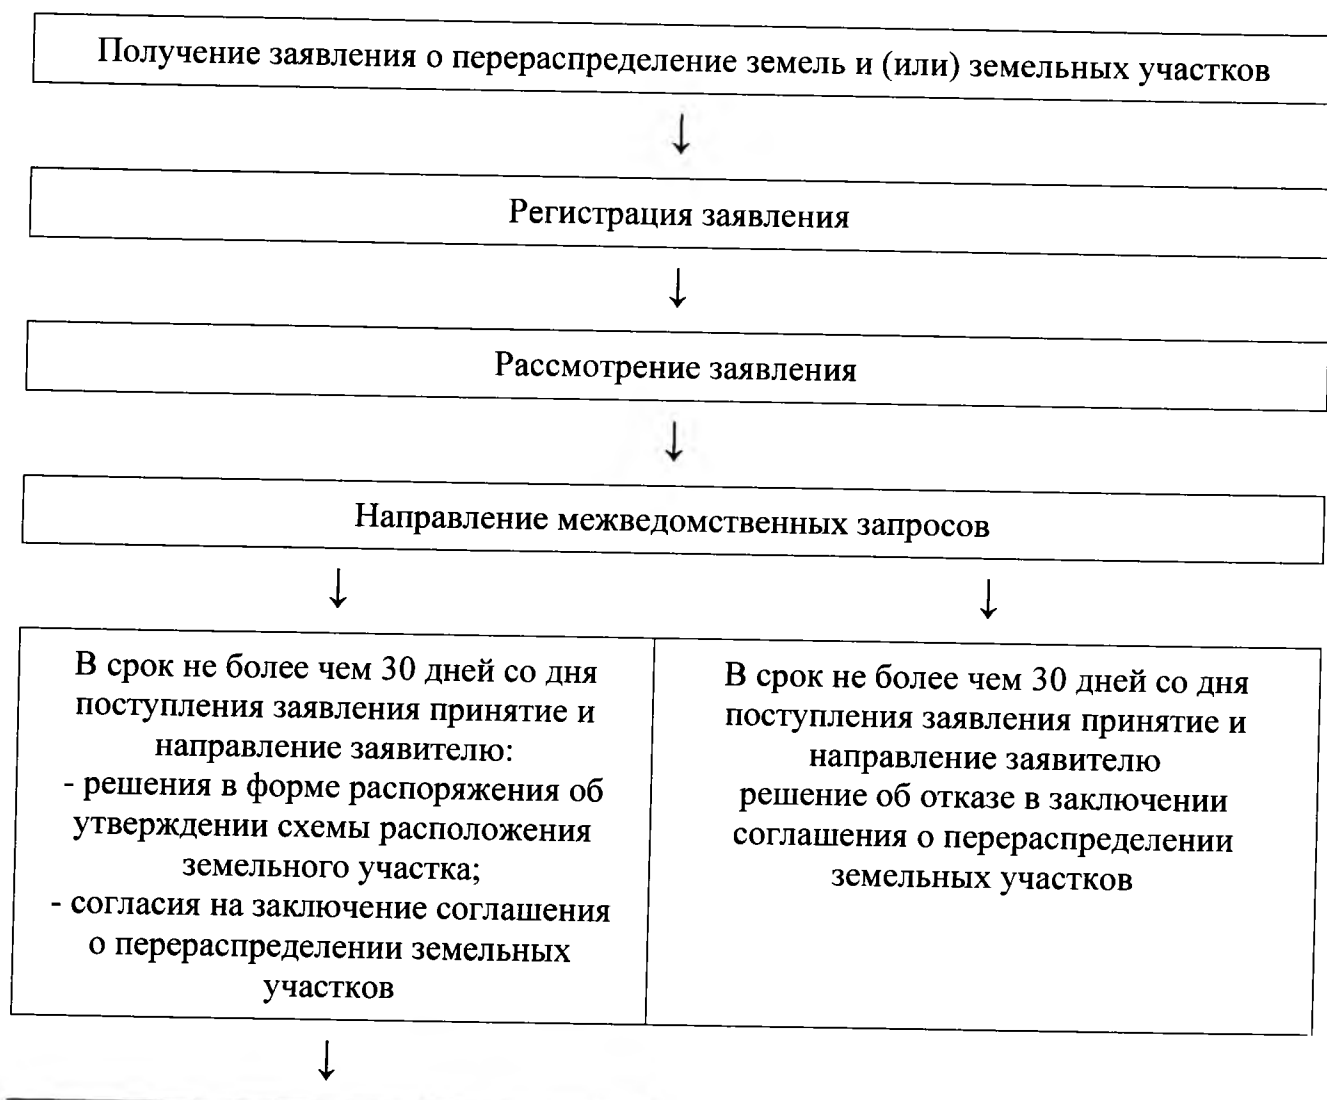 Получение заявления о перераспределение земель и (или) земельных участков
↓
Регистрация заявления
↓
Рассмотрение заявления
↓
Направление межведомственных запросов
↓ ↓
В срок не более чем 30 дней со дня
поступления заявления принятие и
направление заявителю:
- решения в форме распоряжения об
утверждении схемы расположения
земельного участка;
- согласия на заключение соглашения
о перераспределении земельных
участков
В срок не более чем 30 дней со дня
поступления заявления принятие и
направление заявителю
решение об отказе в заключении
соглашения о перераспределении
земельных участков
↓